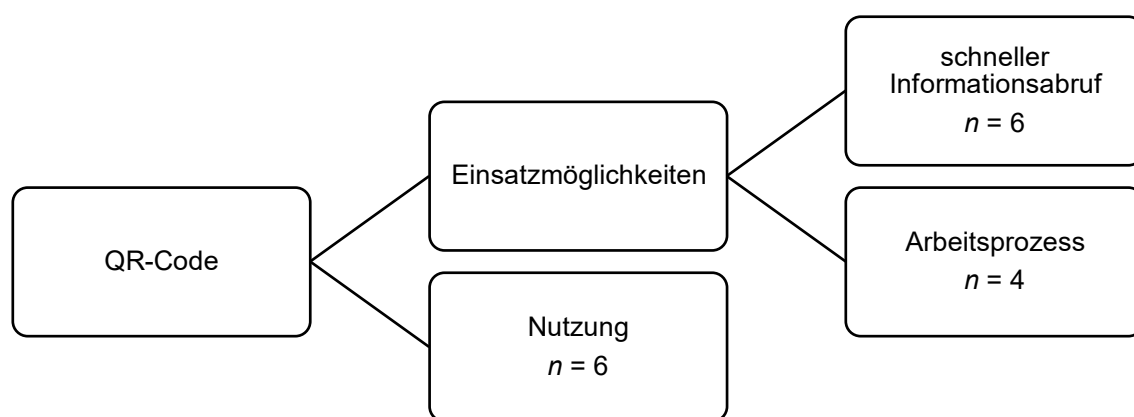 QR-Code
Einsatzmöglichkeiten
Nutzung
n = 6
schneller
Informationsabruf
n = 6
Arbeitsprozess
n = 4